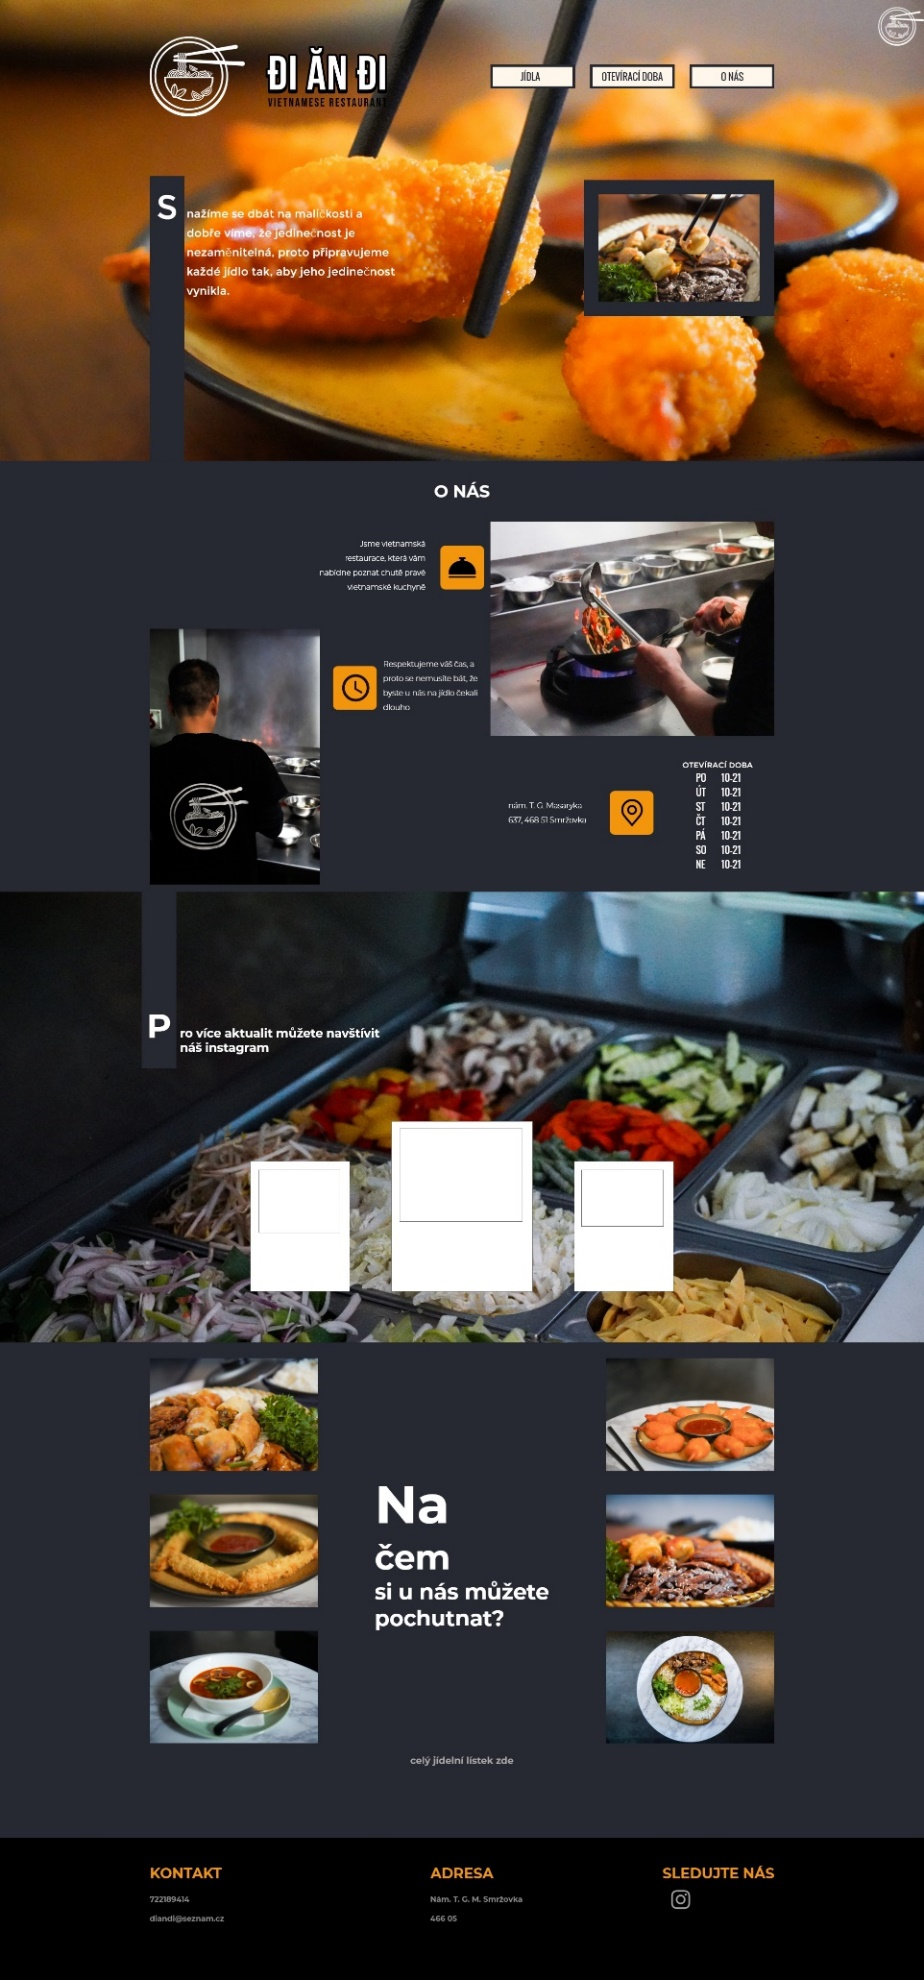 ĐI ĂN ĐI
VIETNAMESE RESTAURANT
JÍDLA
OTEVÍRACÍ DOBA
O NÁS
S
nažíme se dbát na maličkosti a
dobře víme, že jedinečnost je
nezaměnitelná, proto připravujeme
každé jídlo tak, aby jeho jedinečnost
vynikla.
O NÁS
Jsme vietnamská
restaurace, která vám
nabídne poznat chutě pravé
vietnamské kuchyně
Respektujeme váš čas, a
proto se nemusíte bát, že
byste u nás na jídlo čekali
dlouho
nám. T. G. Masaryka
637, 468 51 Smržovka
OTEVÍRACÍ DOBA
PO 10-21
ÚT 10-21
ST 10-21
ČT 10-21
PÁ 10-21
SO 10-21
NE 10-21
P
ro více aktualit můžete navštívit
náš instagram
Na
čem
si u nás můžete
pochutnat?
celý jídelní lístek zde
KONTAKT
722189414
diandi@seznam.cz
ADRESA
Nám. T. G. M. Smržovka
466 05
SLEDUJTE NÁS